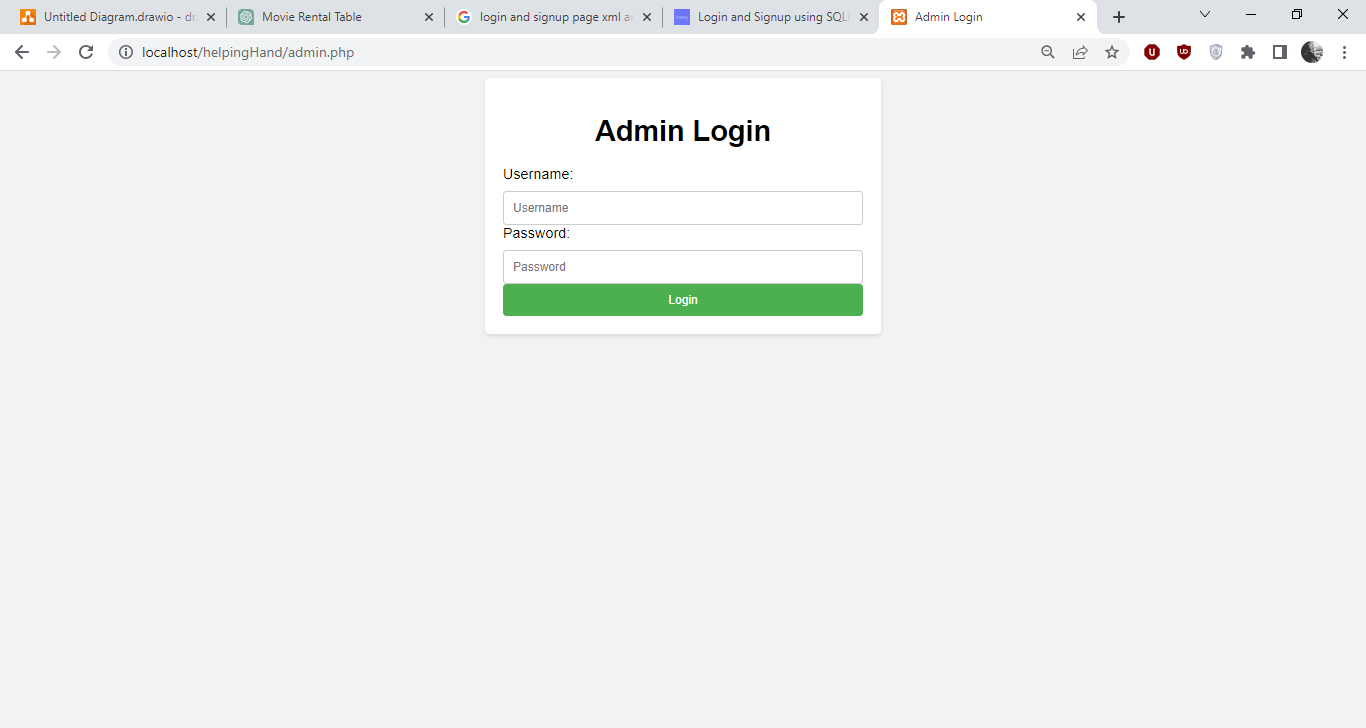 Untitled Diagram.drawio - dr
Movie Rental Table
login and signup page xml an
Login and Signup using SQLi
Admin Login
localhost/helpingHand/admin.php
Admin Login
Username:
Username
Password:
Password
Login